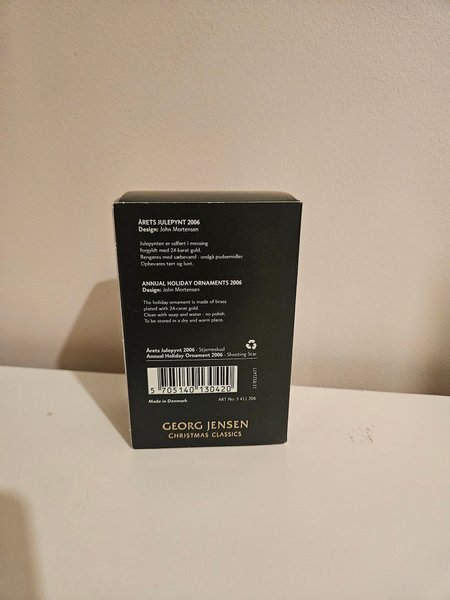 ÅRETS JULEPYNT 2006
Design: John Mortensen
Julepynten er udført i messing
forgyldt med 24-karat guld.
Rengøres med sæbevand - undgå pudsemidler.
Opbevares tørt og lunt.
ANNUAL HOLIDAY ORNAMENTS 2006
Design: John Mortensen
The holiday ornament is made of brass
plated with 24-carat gold.
Clean with soap and water - no polish.
To be stored in a dry and warm place.
Årets Julepynt 2006 - Stjerneskud
Annual Holiday Ornament 2006 - Shooting Star
5 705140 130420
Made in Denmark
ART No: 3 411 206
GEORG JENSEN
CHRISTMAS CLASSICS